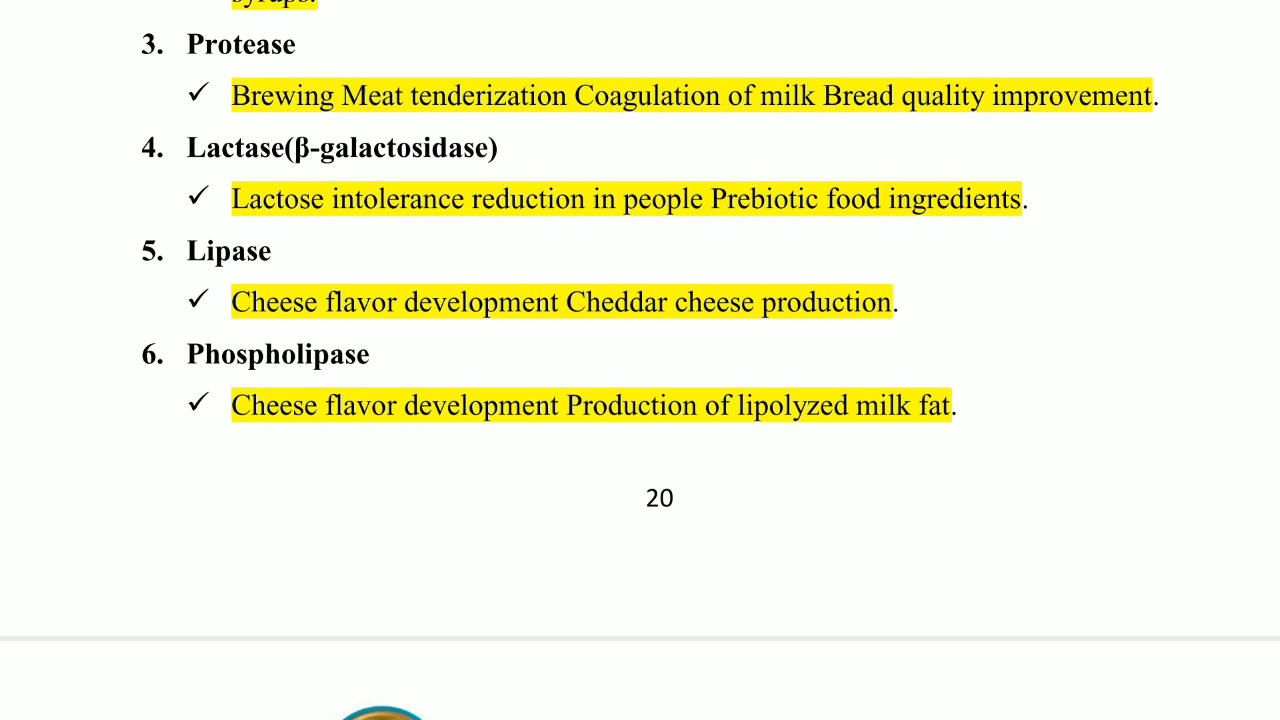 syrups.
3. Protease
✓ Brewing Meat tenderization Coagulation of milk Bread quality improvement.
4. Lactase(β-galactosidase)
✓ Lactose intolerance reduction in people Prebiotic food ingredients.
5. Lipase
✓ Cheese flavor development Cheddar cheese production.
6. Phospholipase
✓ Cheese flavor development Production of lipolyzed milk fat.
20